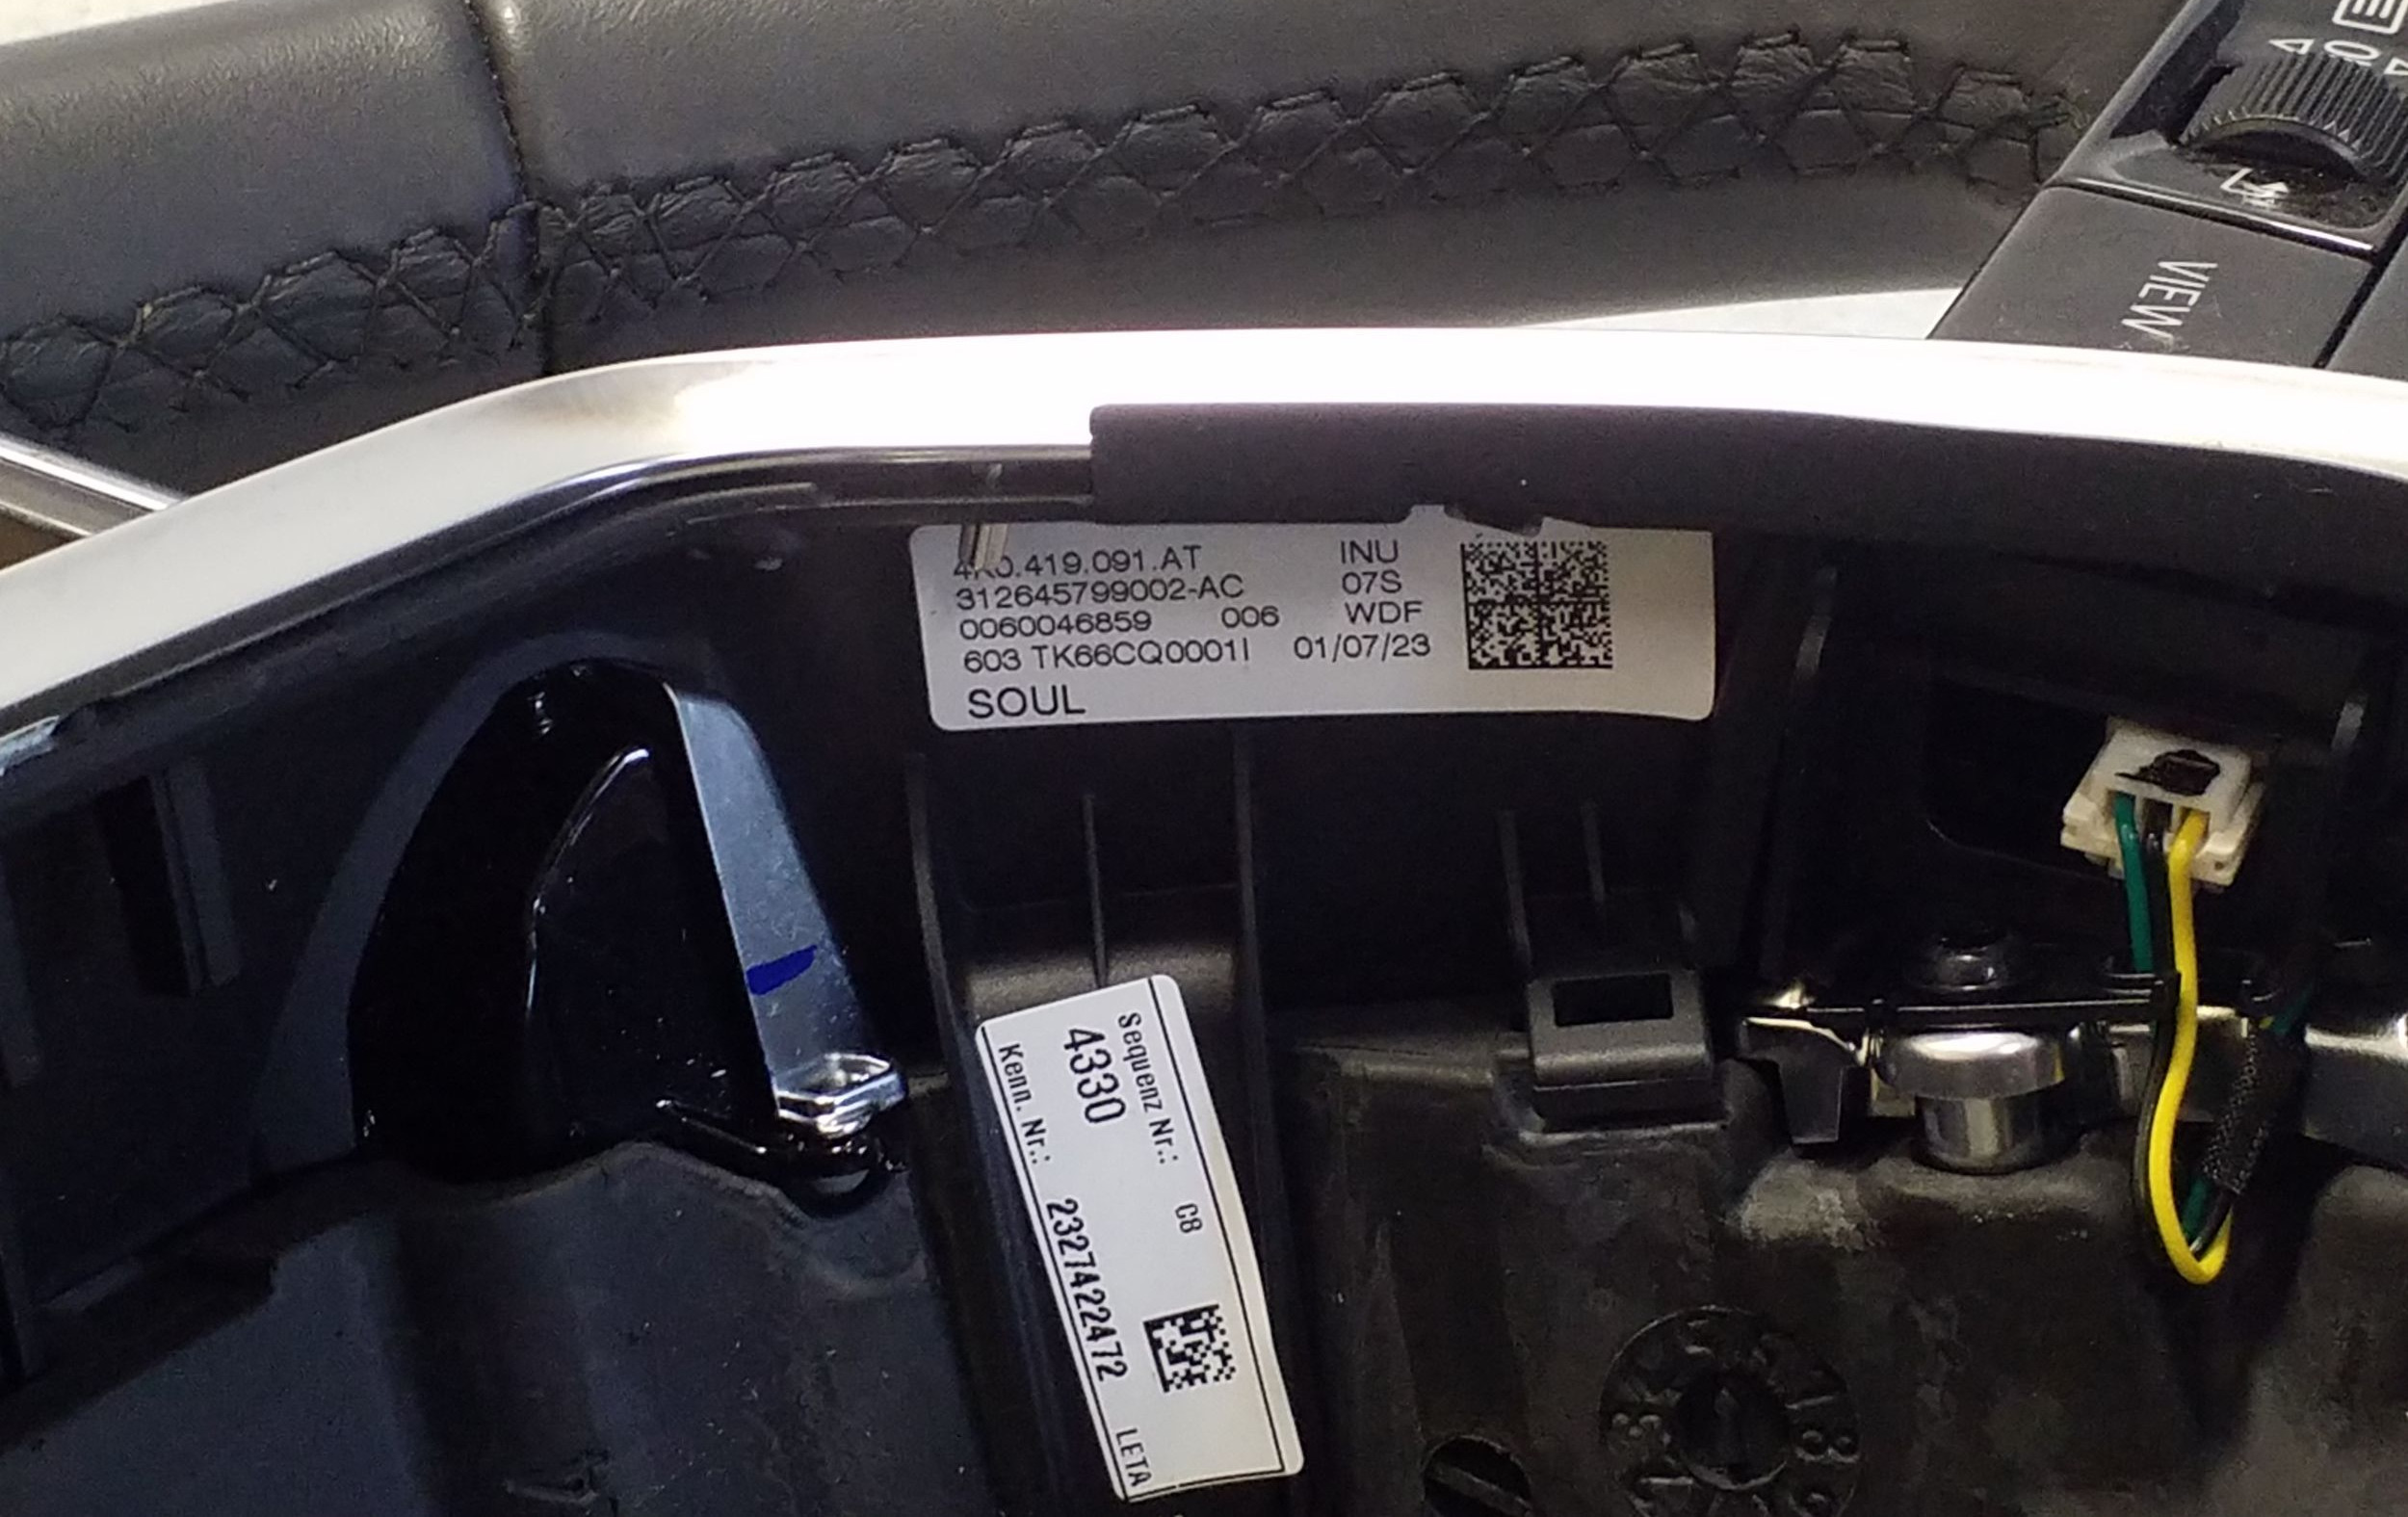 VIEW
4K0.419.091.AT INU
312645799002-AC 07S
0060046859 006 WDF
603 TK66CQ0001I 01/07/23
SOUL
Sequenz Nr.: C8
4330
Kenn. Nr.: 23274222472 LETA